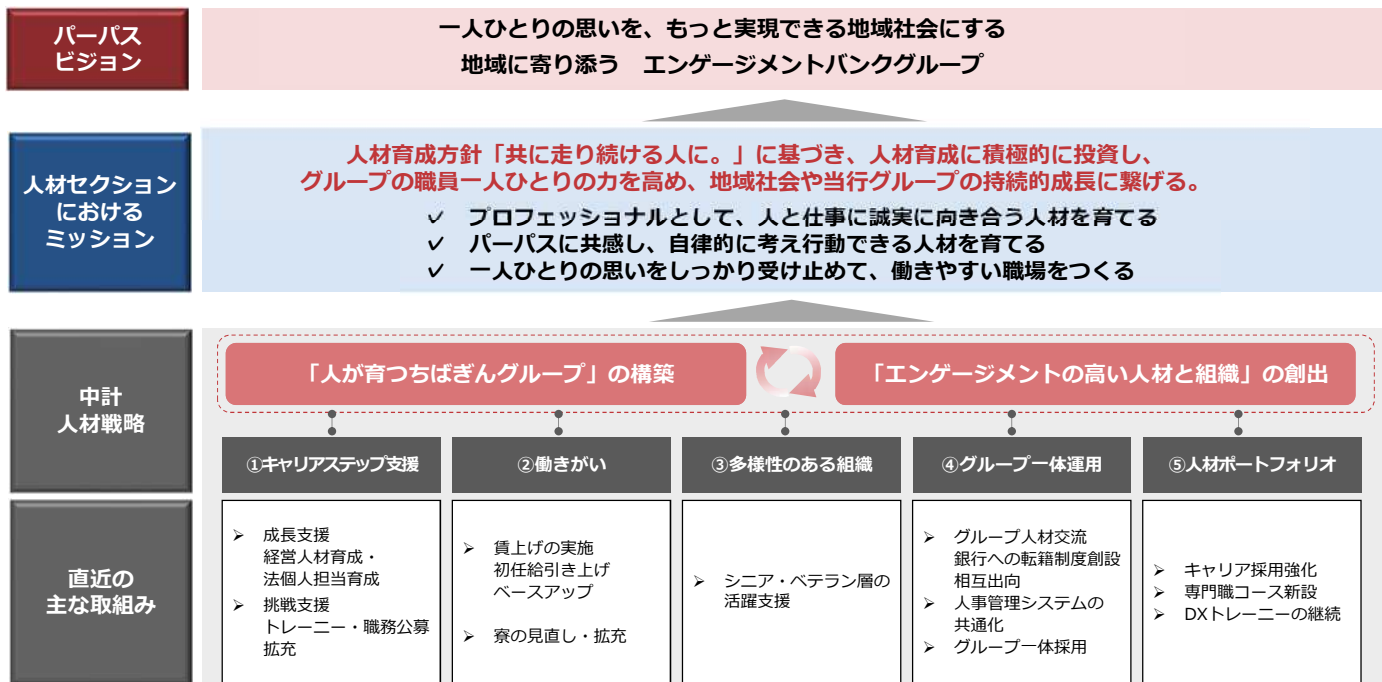 パーパス
ビジョン
一人ひとりの思いを、もっと実現できる地域社会にする
地域に寄り添う　エンゲージメントバンクグループ
人材セクション
における
ミッション
人材育成方針「共に走り続ける人に。」に基づき、人材育成に積極的に投資し、
グループの職員一人ひとりの力を高め、地域社会や当行グループの持続的成長に繋げる。
✓ プロフェッショナルとして、人と仕事に誠実に向き合う人材を育てる
✓ パーパスに共感し、自律的に考え行動できる人材を育てる
✓ 一人ひとりの思いをしっかり受け止めて、働きやすい職場をつくる
中計
人材戦略
「人が育つちばぎんグループ」の構築
「エンゲージメントの高い人材と組織」の創出
①キャリアステップ支援
②働きがい
③多様性のある組織
④グループ一体運用
⑤人材ポートフォリオ
直近の
主な取組み
➢ 成長支援
経営人材育成・
法個人担当育成
➢ 挑戦支援
トレーニー・職務公募
拡充
➢ 賃上げの実施
初任給引き上げ
ベースアップ
➢ 寮の見直し・拡充
➢ シニア・ベテラン層の
活躍支援
➢ グループ人材交流
銀行への転籍制度創設
相互出向
➢ 人事管理システムの
共通化
➢ グループ一体採用
➢ キャリア採用強化
➢ 専門職コース新設
➢ DXトレーニーの継続